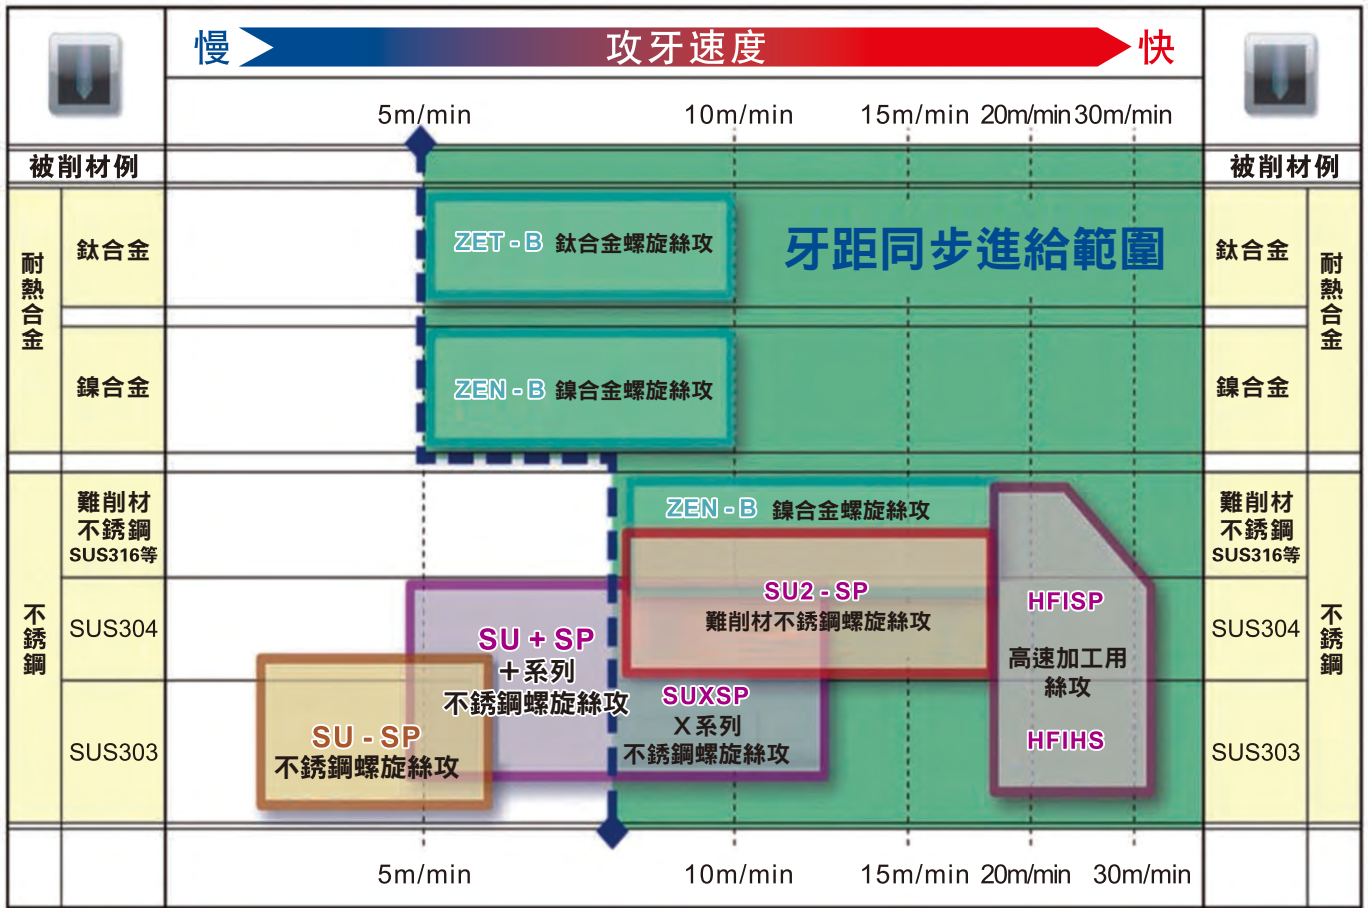 慢 攻牙速度 快
5m/min 10m/min 15m/min 20m/min 30m/min
被削材例 被削材例
耐熱合金 鈦合金 ZET - B 鈦合金螺旋絲攻 牙距同步進給範圍 鈦合金 耐熱合金
鎳合金 ZEN - B 鎳合金螺旋絲攻 鎳合金
不銹鋼 不銹鋼
難削材
不銹鋼
SUS316等
ZEN - B 鎳合金螺旋絲攻
難削材
不銹鋼
SUS316等
SUS304
SU2 - SP
難削材不銹鋼螺旋絲攻
SU + SP
＋系列
不銹鋼螺旋絲攻
HFISP
高速加工用
絲攻
HFIHS
SUS304
SUS303
SU - SP
不銹鋼螺旋絲攻
SUXSP
X系列
不銹鋼螺旋絲攻
SUS303
5m/min 10m/min 15m/min 20m/min 30m/min